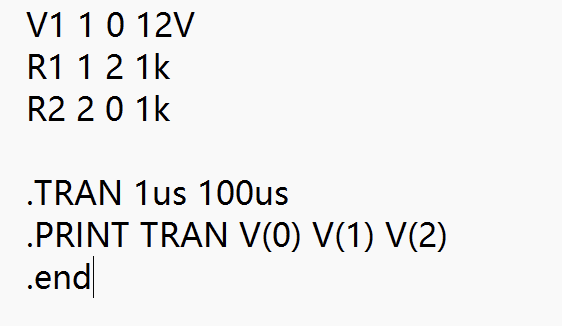 V1 1 0 12V
R1 1 2 1k
R2 2 0 1k
.TRAN 1us 100us
.PRINT TRAN V(0) V(1) V(2)
.end